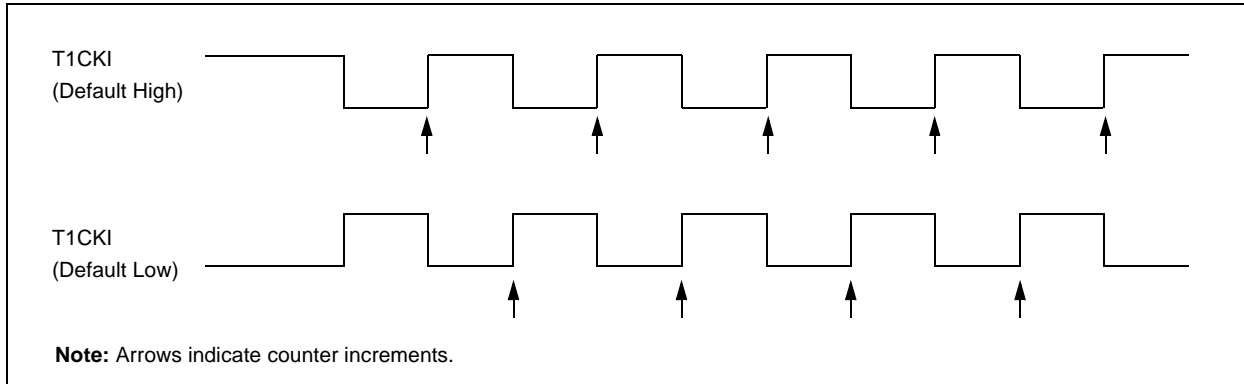 T1CKI
(Default High)
T1CKI
(Default Low)
Note: Arrows indicate counter increments.